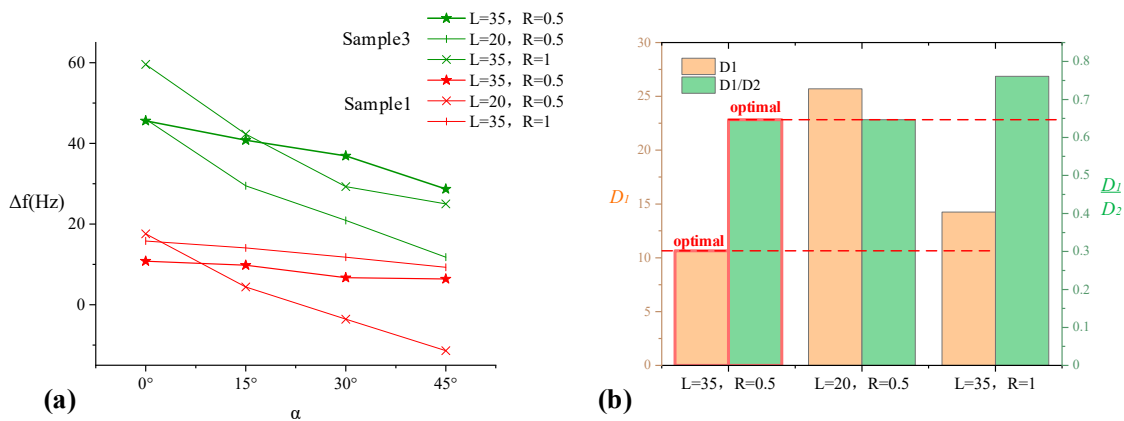 Sample3
L=35，R=0.5
L=20，R=0.5
L=35，R=1
Sample1
L=35，R=0.5
L=20，R=0.5
L=35，R=1
Δf(Hz)
60
40
20
0
0°
15°
30°
45°
α
(a)
D1
D1/D2
optimal
optimal
D1
30
25
20
15
10
5
0
D1
D2
0.8
0.7
0.6
0.5
0.4
0.3
0.2
0.1
0
L=35，R=0.5
L=20，R=0.5
L=35，R=1
(b)